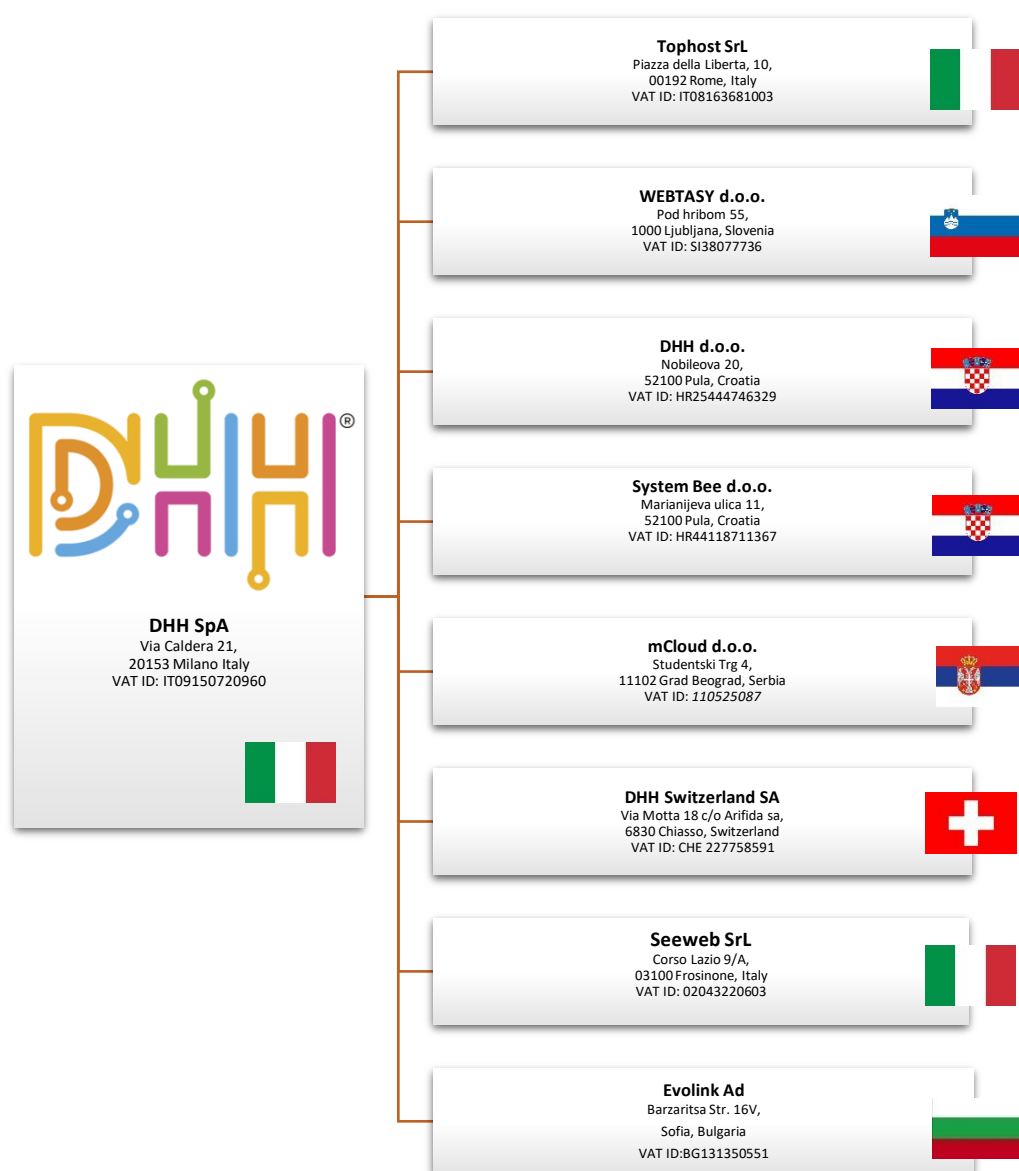 Tophost SrL
Piazza della Liberta, 10,
00192 Rome, Italy
VAT ID: IT08163681003
WEBTASY d.o.o.
Pod hribom 55,
1000 Ljubljana, Slovenia
VAT ID: SI38077736
DHH d.o.o.
Nobileova 20,
52100 Pula, Croatia
VAT ID: HR25444746329
DHH®
DHH SpA
Via Caldera 21,
20153 Milano Italy
VAT ID: IT09150720960
System Bee d.o.o.
Marianijeva ulica 11,
52100 Pula, Croatia
VAT ID: HR44118711367
mCloud d.o.o.
Studentski Trg 4,
11102 Grad Beograd, Serbia
VAT ID: 110525087
DHH Switzerland SA
Via Motta 18 c/o Arifida sa,
6830 Chiasso, Switzerland
VAT ID: CHE 227758591
Seeweb SrL
Corso Lazio 9/A,
03100 Frosinone, Italy
VAT ID: 02043220603
Evolink Ad
Barzaritsa Str. 16V,
Sofia, Bulgaria
VAT ID:BG131350551